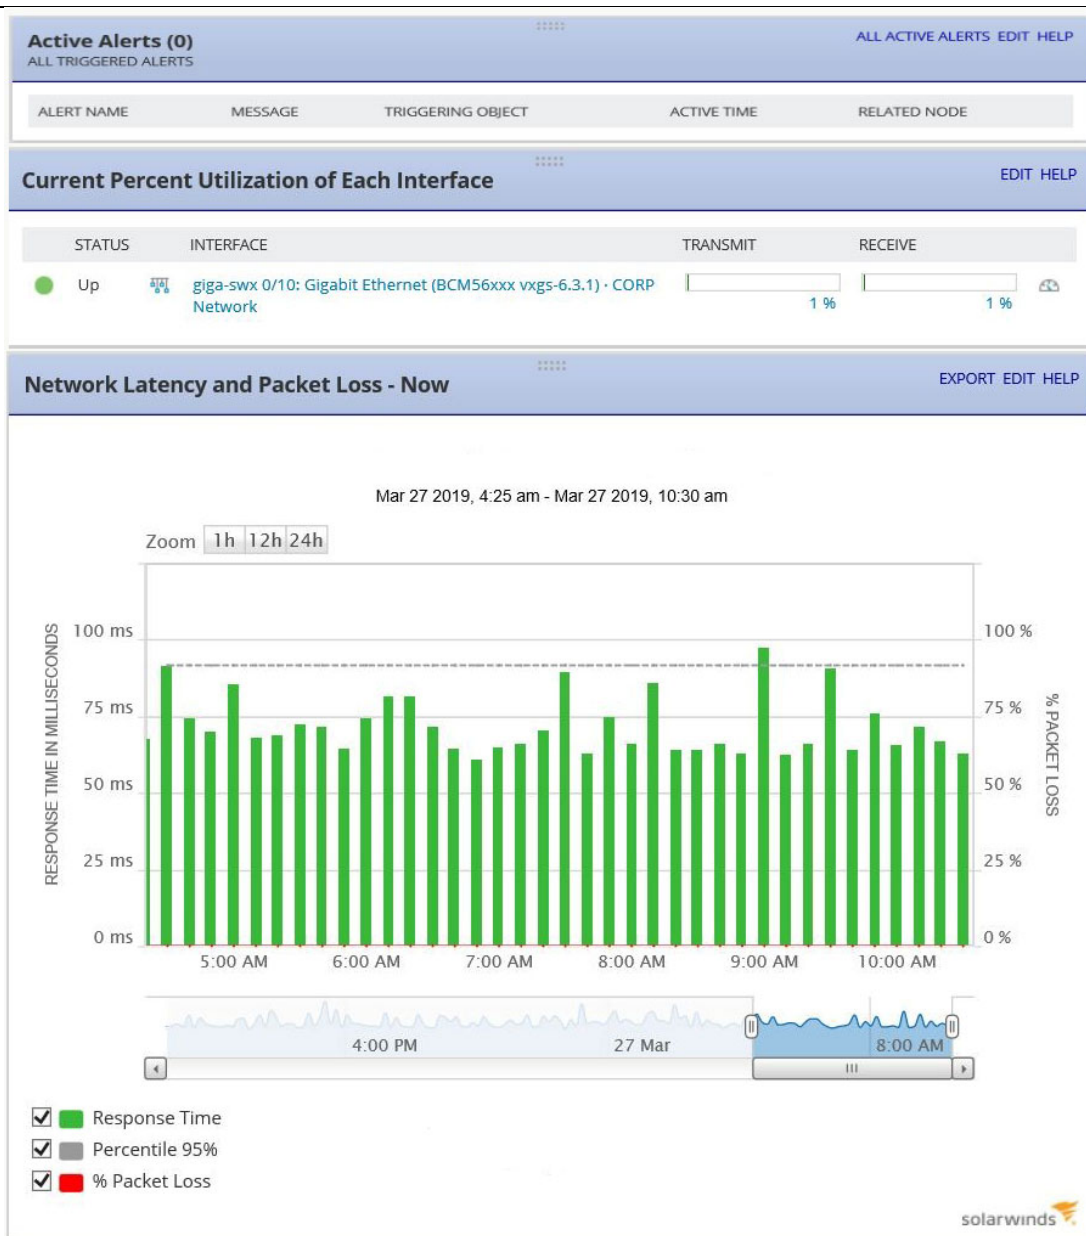 Active Alerts (0)
ALL ACTIVE ALERTS EDIT HELP
ALL TRIGGERED ALERTS
ALERT NAME MESSAGE TRIGGERING OBJECT ACTIVE TIME RELATED NODE
Current Percent Utilization of Each Interface
EDIT HELP
STATUS INTERFACE TRANSMIT RECEIVE
Up giga-swx 0/10: Gigabit Ethernet (BCM56xxx vxgs-6.3.1) · CORP
Network
1 % 1 %
Network Latency and Packet Loss - Now
EXPORT EDIT HELP
Mar 27 2019, 4:25 am - Mar 27 2019, 10:30 am
Zoom 1h 12h 24h
RESPONSE TIME IN MILLISECONDS
100 ms
75 ms
50 ms
25 ms
0 ms
100 %
75 %
50 %
25 %
0 %
% PACKET LOSS
5:00 AM 6:00 AM 7:00 AM 8:00 AM 9:00 AM 10:00 AM
4:00 PM 27 Mar 8:00 AM
Response Time
Percentile 95%
% Packet Loss
solarwinds